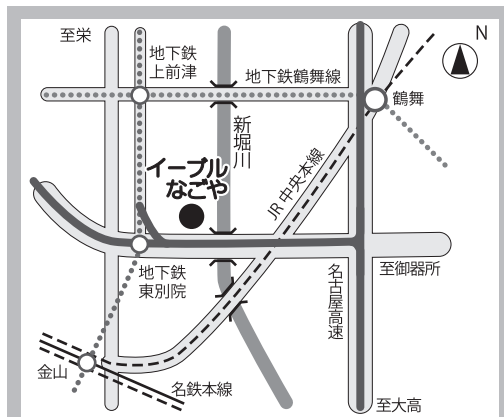 至栄
地下鉄
上前津
地下鉄鶴舞線
N
鶴舞
新堀川
イーブル
なごや
JR中央本線
地下鉄
東別院
名古屋高速
至御器所
金山
名鉄本線
至大高